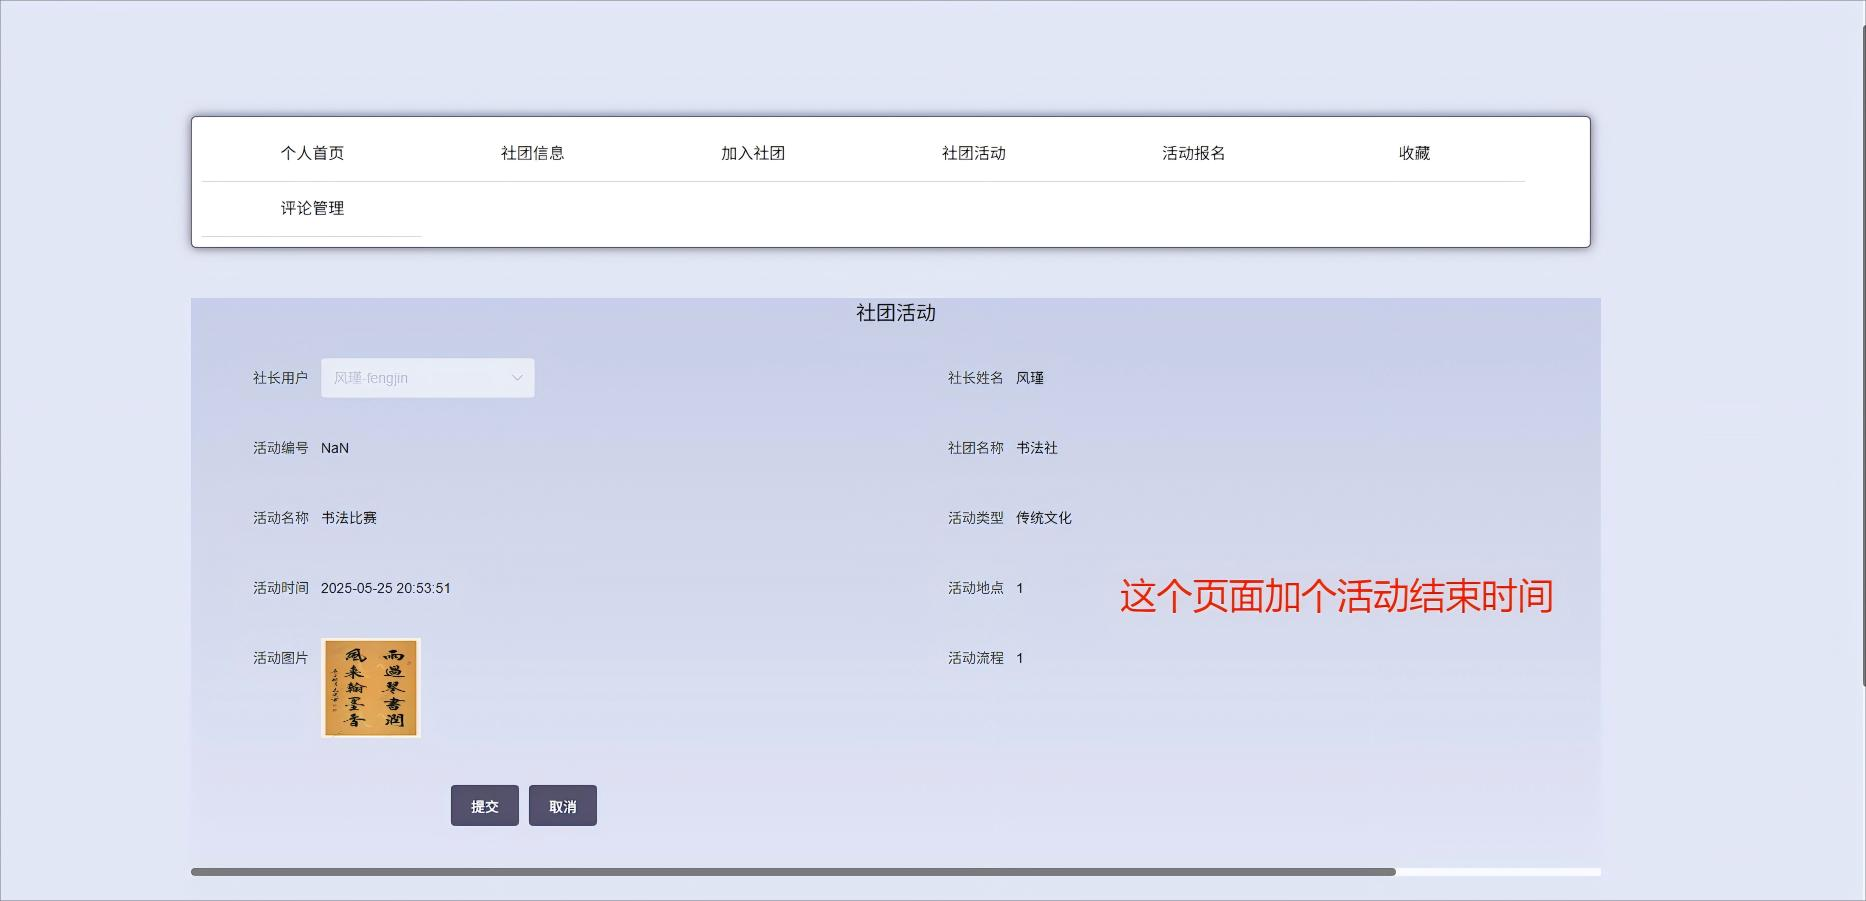 个人首页 社团信息 加入社团 社团活动 活动报名 收藏
评论管理
社团活动
社长用户 风瑾-fengjin 社长姓名 风瑾
活动编号 NaN 社团名称 书法社
活动名称 书法比赛 活动类型 传统文化
活动时间 2025-05-25 20:53:51 活动地点 1 这个页面加个活动结束时间
活动图片 活动流程 1
雨過琴書潤
風来翰墨香
提交 取消